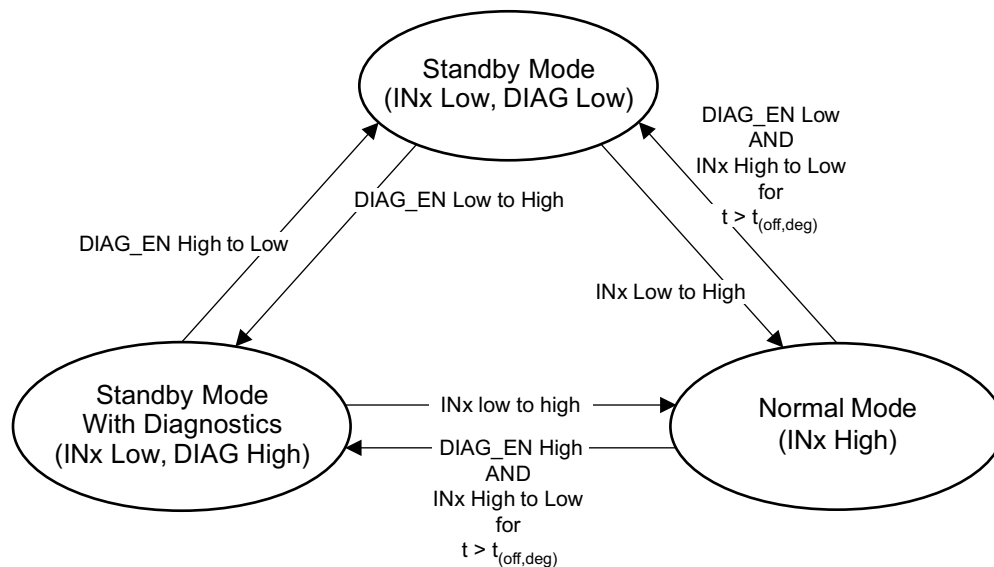 Standby Mode
(INx Low, DIAG Low)
DIAG_EN Low
AND
INx High to Low
for
t > t(off,deg)
DIAG_EN Low to High
DIAG_EN High to Low
INx Low to High
Standby Mode
With Diagnostics
(INx Low, DIAG High)
INx low to high
DIAG_EN High
AND
INx High to Low
for
t > t(off,deg)
Normal Mode
(INx High)